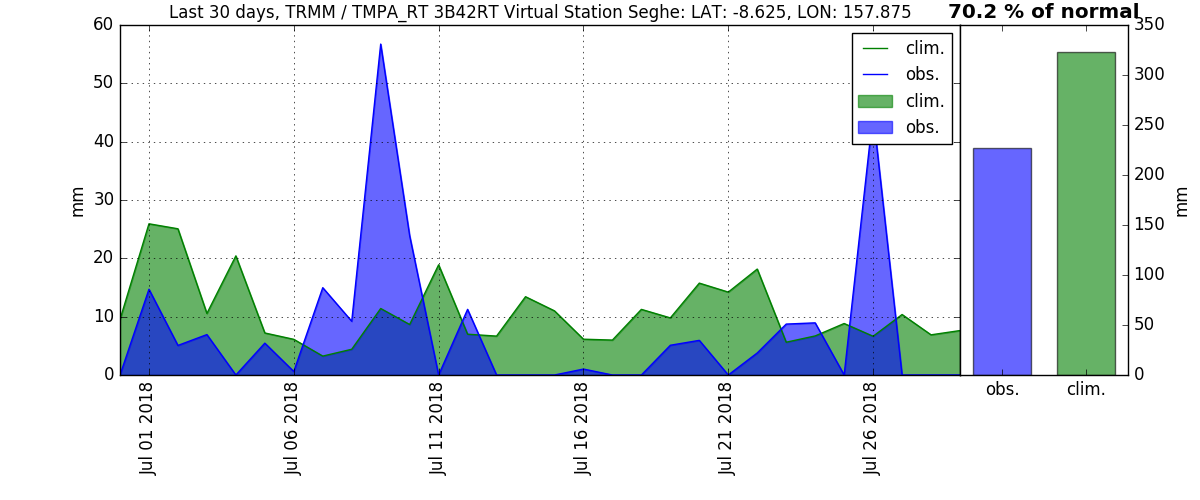 Last 30 days, TRMM / TMPA_RT 3B42RT Virtual Station Seghe: LAT: -8.625, LON: 157.875
70.2 % of normal
60
50
40
30
20
10
0
mm
clim.
obs.
clim.
obs.
350
300
250
200
150
100
50
0
mm
Jul 01 2018
Jul 06 2018
Jul 11 2018
Jul 16 2018
Jul 21 2018
Jul 26 2018
obs.
clim.